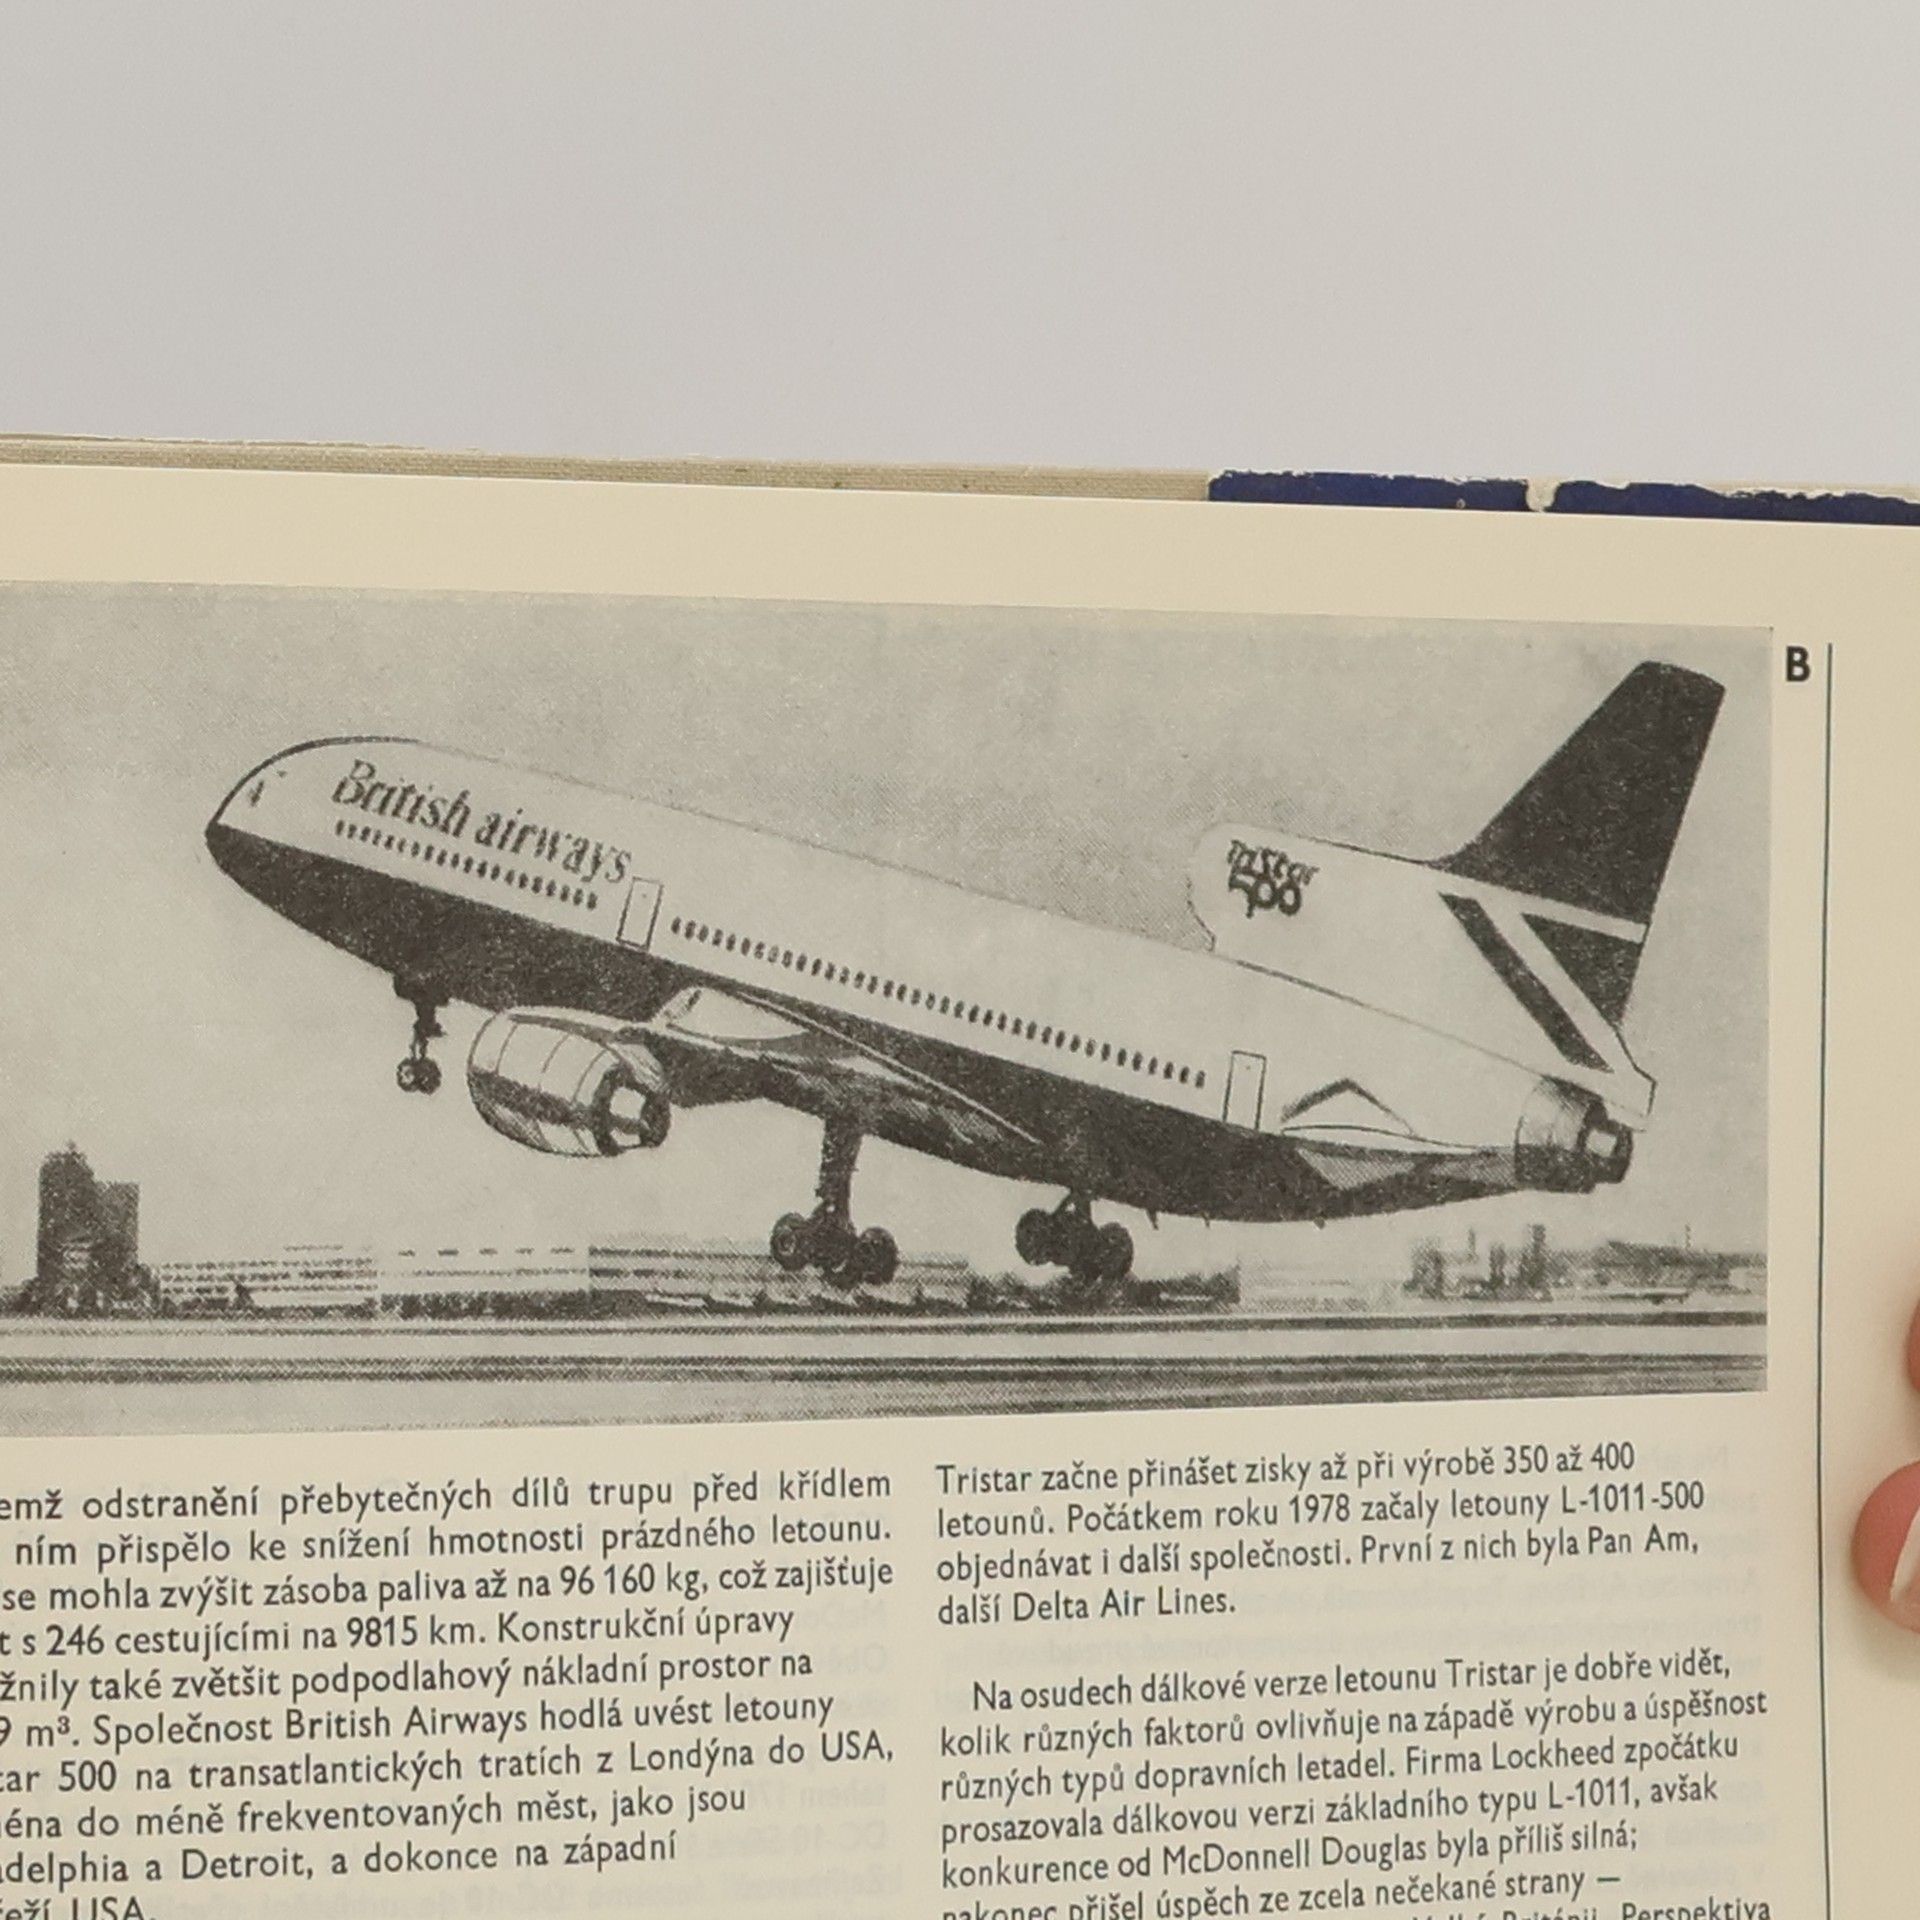 B
British airways
TriStar
500
emž odstranění přebytečných dílů trupu před křídlem
ním přispělo ke snížení hmotnosti prázdného letounu.
se mohla zvýšit zásoba paliva až na 96 160 kg, což zajišťuje
t s 246 cestujícími na 9815 km. Konstrukční úpravy
žnily také zvětšit podpodlahový nákladní prostor na
9 m³. Společnost British Airways hodlá uvést letouny
tar 500 na transatlantických tratích z Londýna do USA,
éna do méně frekventovaných měst, jako jsou
adelphia a Detroit, a dokonce na západní
řeží USA.
Tristar začne přinášet zisky až při výrobě 350 až 400
letounů. Počátkem roku 1978 začaly letouny L-1011-500
objednávat i další společnosti. První z nich byla Pan Am,
další Delta Air Lines.
Na osudech dálkové verze letounu Tristar je dobře vidět,
kolik různých faktorů ovlivňuje na západě výrobu a úspěšnost
různých typů dopravních letadel. Firma Lockheed zpočátku
prosazovala dálkovou verzi základního typu L-1011, avšak
konkurence od McDonnell Douglas byla příliš silná;
nakonec přišel úspěch ze zcela nečekané strany —
Británii. Perspektiva